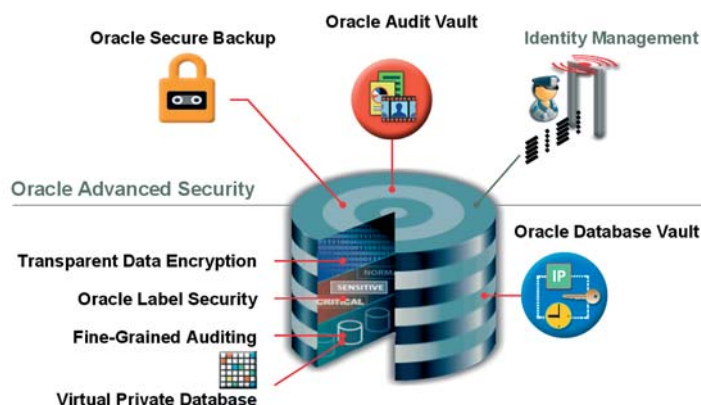 Oracle Secure Backup
Oracle Audit Vault
Identity Management
Oracle Advanced Security
Oracle Database Vault
IP
Transparent Data Encryption
NORM
Oracle Label Security
SENSITIVE
CRITICAL
Fine-Grained Auditing
Virtual Private Database